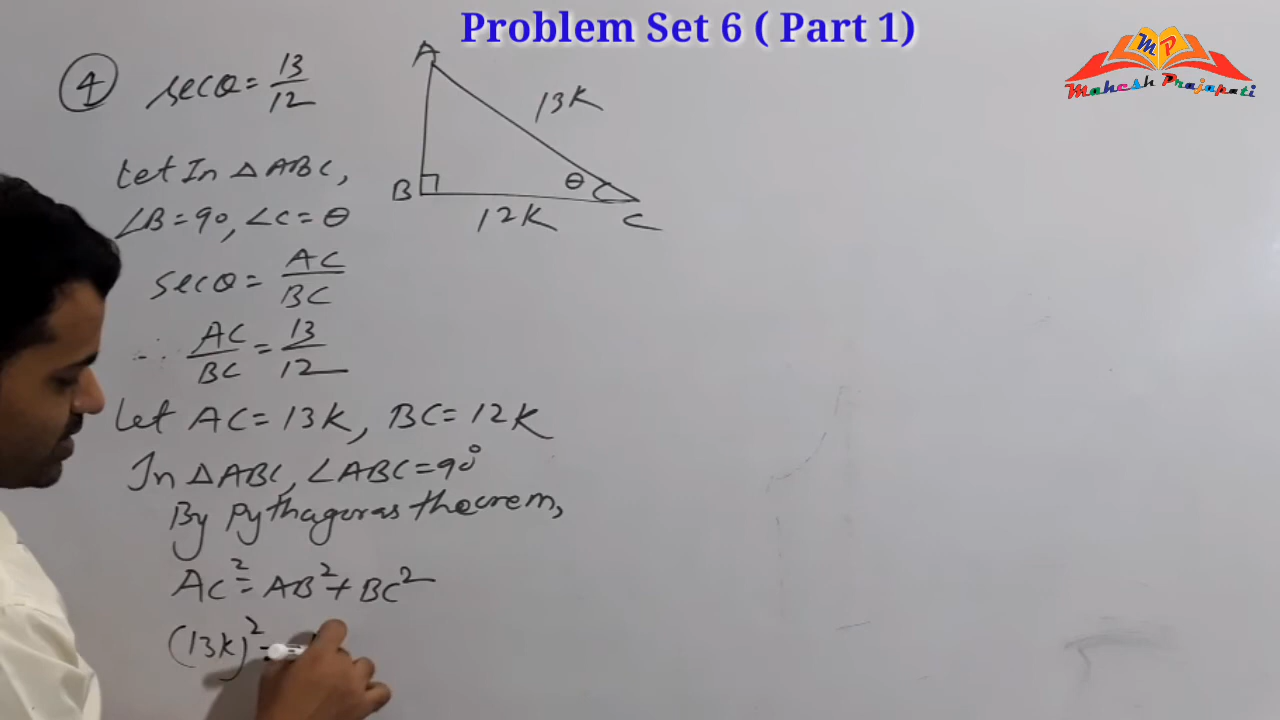 Problem Set 6 ( Part 1)
MP
Mahesh Prajapati
④ secθ = 13/12
Let In △ABC,
∠B = 90, ∠C = θ
secθ = AC/BC
∴ AC/BC = 13/12
Let AC = 13K, BC = 12K
In △ABC, ∠ABC = 90°
By Pythagoras theorem,
AC² = AB² + BC²
(13K)² =
A
13K
B
θ
12K
C